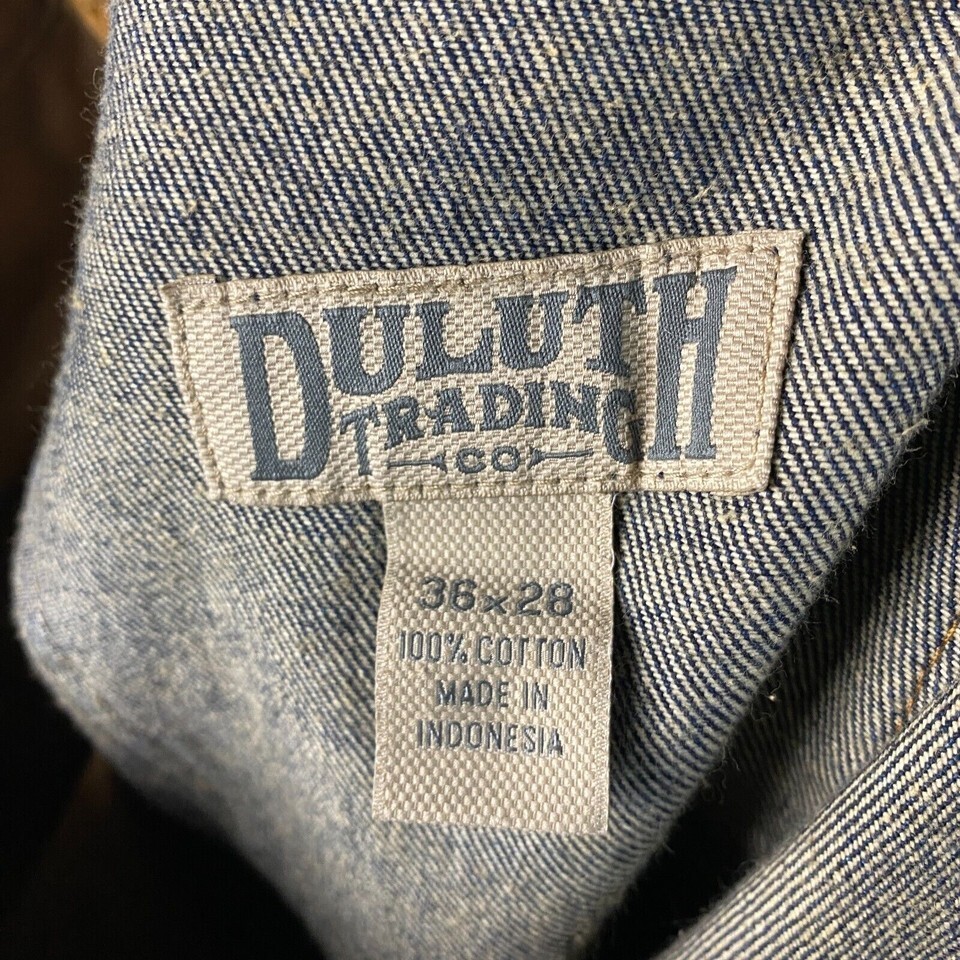 DULUTH
TRADING
CO
36x28
100% COTTON
MADE IN
INDONESIA